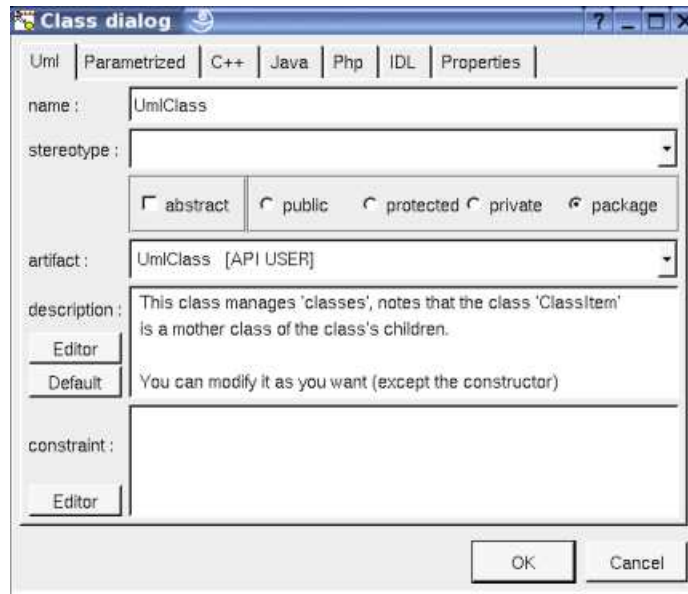 Class dialog
Uml Parametrized C++ Java Php IDL Properties
name : UmlClass
stereotype :
abstract public protected private package
artifact : UmlClass [API USER]
description : This class manages 'classes', notes that the class 'ClassItem'
is a mother class of the class's children.
Editor
Default You can modify it as you want (except the constructor)
constraint :
Editor
OK Cancel